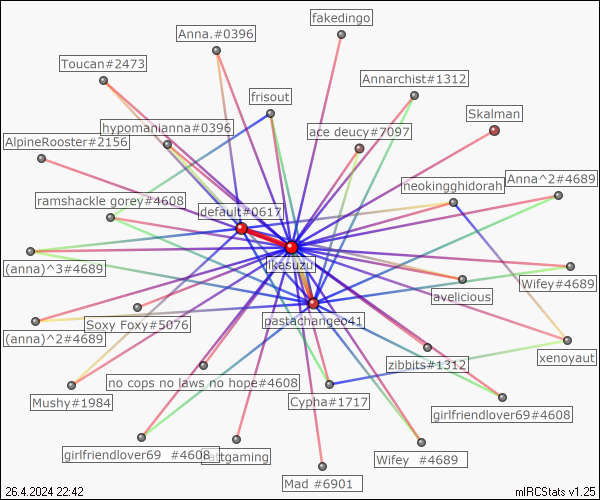 fakedingo
Anna.#0396
Toucan#2473
Annarchist#1312
frisout
Skalman
hypomanianna#0396
ace deucy#7097
AlpineRooster#2156
Anna^2#4689
neokingghidorah
ramshackle gorey#4608
default#0617
ikesuzu
(anna)^3#4689
Wifey#4689
avelicious
Soxy Foxy#5076
pastachangeo41
(anna)^2#4689
xenoyaut
zibbits#1312
no cops no laws no hope#4608
Mushy#1984
Cypha#1717
girlfriendlover69#4608
girlfriendlover69 #4608
ttgaming
Wifey #4689
Mad #6901
26.4.2024 22:42
mIRCStats v1.25